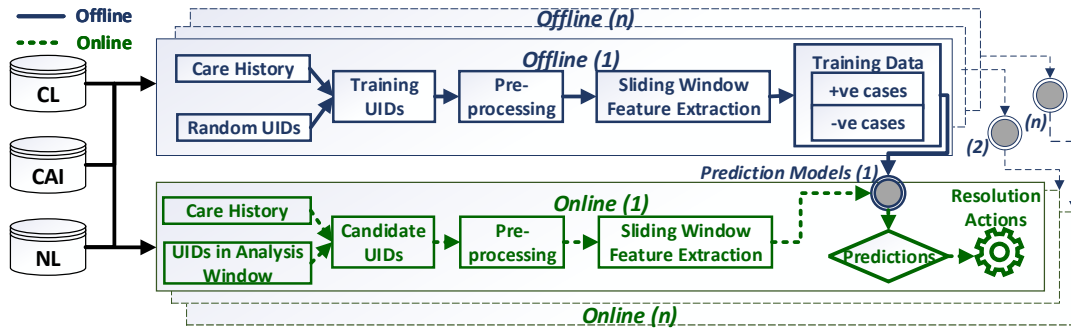 Offline
Online
CL
CAI
NL
Offline (n)
Offline (1)
Care History
Random UIDs
Training
UIDs
Pre-
processing
Sliding Window
Feature Extraction
Training Data
+ve cases
-ve cases
(n)
(2)
Prediction Models (1)
Online (1)
Care History
UIDs in Analysis
Window
Candidate
UIDs
Pre-
processing
Sliding Window
Feature Extraction
Predictions
Resolution
Actions
Online (n)